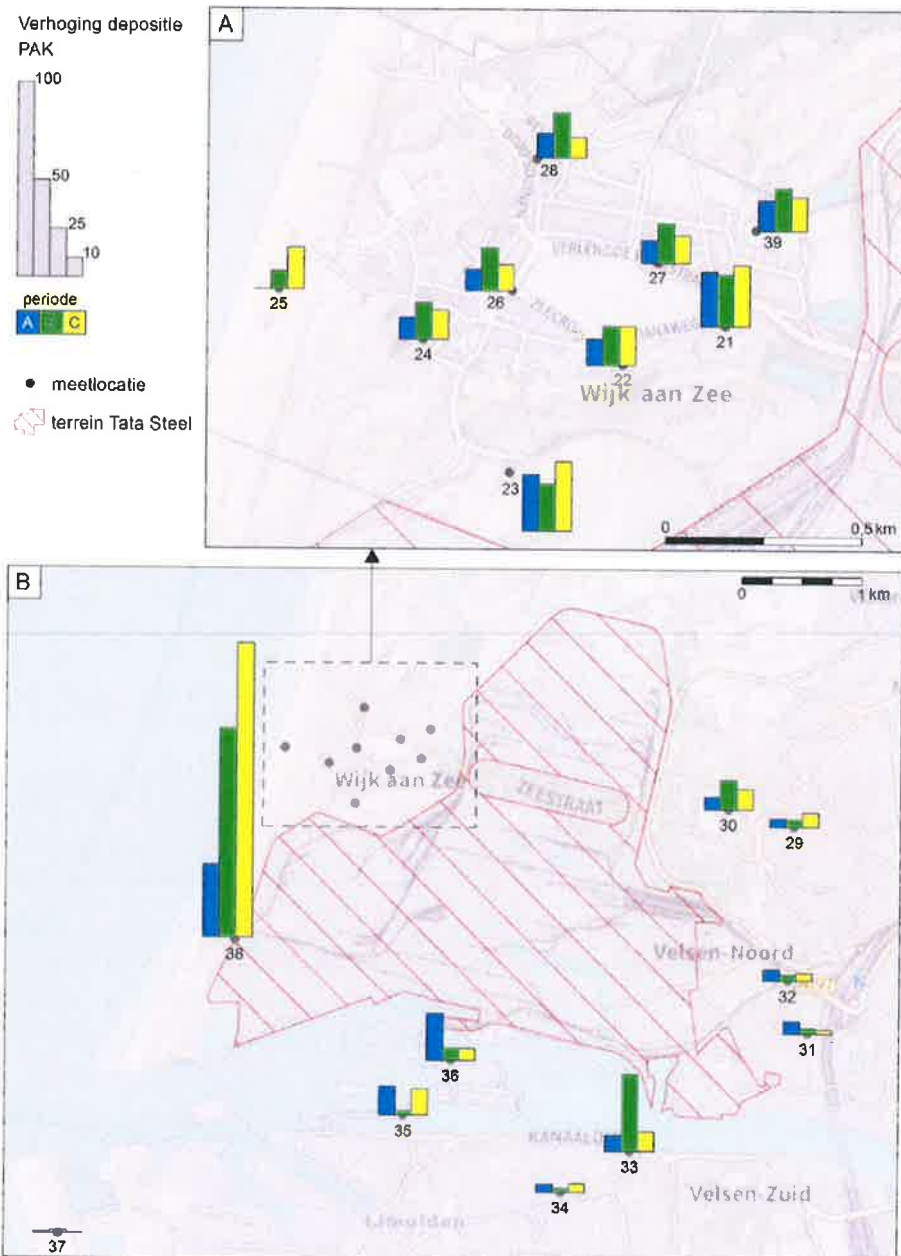 Verhoging depositie
PAK
100
50
25
10
periode
A
C
meetlocatie
terrein Tata Steel
A
28
39
27
25
26
21
24
22
Wijk aan Zee
23
0 0,5 km
B
0 1 km
Wijk aan Zee
ZEESTRAAT
30
29
38
Velsen-Noord
32
31
36
35
33
34
Velsen-Zuid
IJmuiden
37